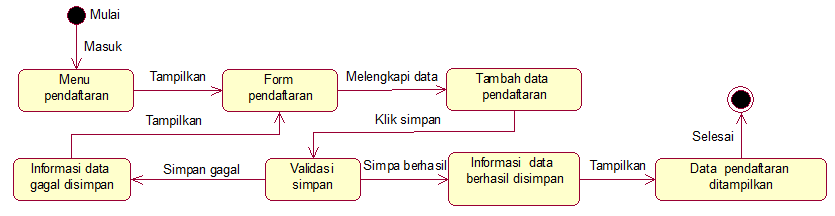 Mulai
Masuk
Menu
pendaftaran
Tampilkan
Form
pendaftaran
Melengkapi data
Tambah data
pendaftaran
Klik simpan
Tampilkan
Informasi data
gagal disimpan
Simpan gagal
Validasi
simpan
Simpa berhasil
Informasi data
berhasil disimpan
Tampilkan
Data pendaftaran
ditampilkan
Selesai